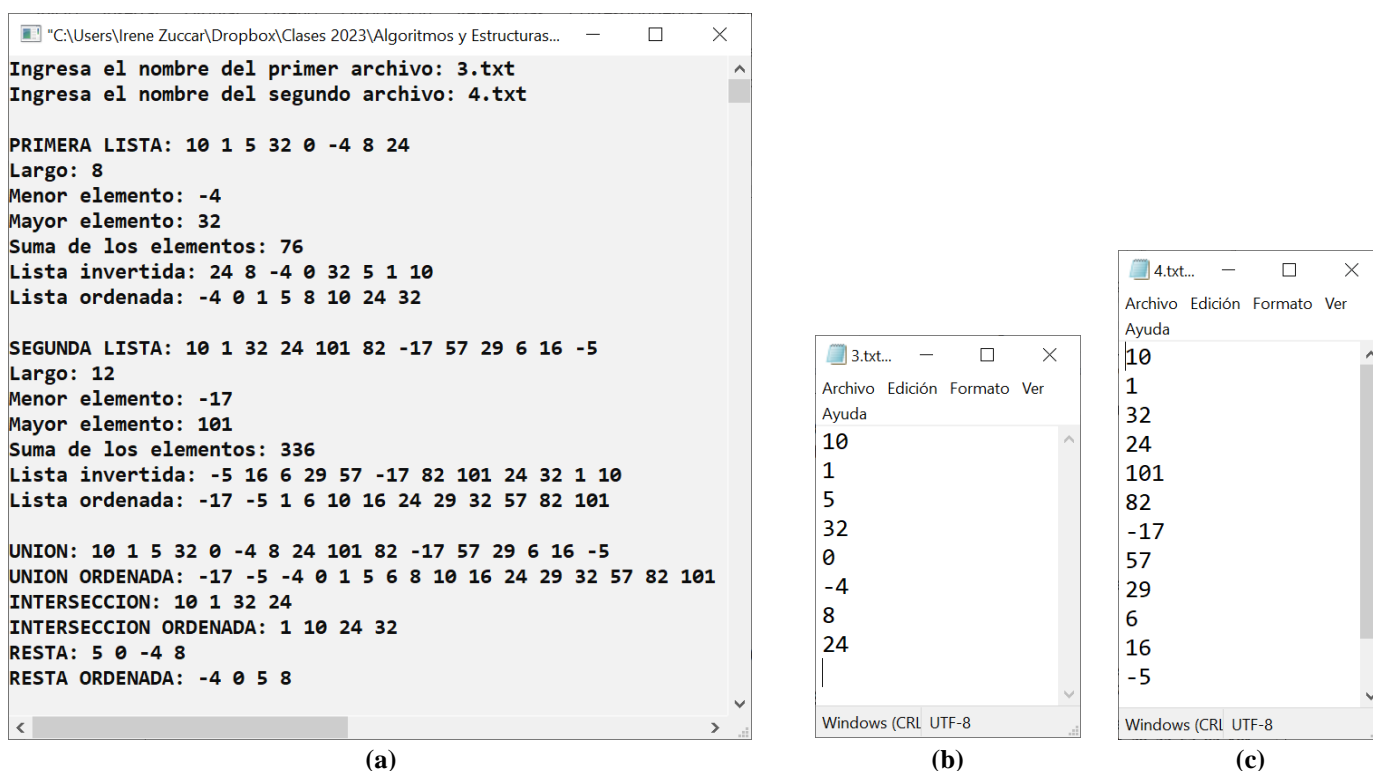 "C:\Users\Irene Zuccar\Dropbox\Clases 2023\Algoritmos y Estructuras...
Ingresa el nombre del primer archivo: 3.txt
Ingresa el nombre del segundo archivo: 4.txt
PRIMERA LISTA: 10 1 5 32 0 -4 8 24
Largo: 8
Menor elemento: -4
Mayor elemento: 32
Suma de los elementos: 76
Lista invertida: 24 8 -4 0 32 5 1 10
Lista ordenada: -4 0 1 5 8 10 24 32
SEGUNDA LISTA: 10 1 32 24 101 82 -17 57 29 6 16 -5
Largo: 12
Menor elemento: -17
Mayor elemento: 101
Suma de los elementos: 336
Lista invertida: -5 16 6 29 57 -17 82 101 24 32 1 10
Lista ordenada: -17 -5 1 6 10 16 24 29 32 57 82 101
UNION: 10 1 5 32 0 -4 8 24 101 82 -17 57 29 6 16 -5
UNION ORDENADA: -17 -5 -4 0 1 5 6 8 10 16 24 29 32 57 82 101
INTERSECCION: 10 1 32 24
INTERSECCION ORDENADA: 1 10 24 32
RESTA: 5 0 -4 8
RESTA ORDENADA: -4 0 5 8
(a)
3.txt...
Archivo Edición Formato Ver
Ayuda
10
1
5
32
0
-4
8
24
Windows (CRL UTF-8
(b)
4.txt...
Archivo Edición Formato Ver
Ayuda
10
1
32
24
101
82
-17
57
29
6
16
-5
Windows (CRL UTF-8
(c)